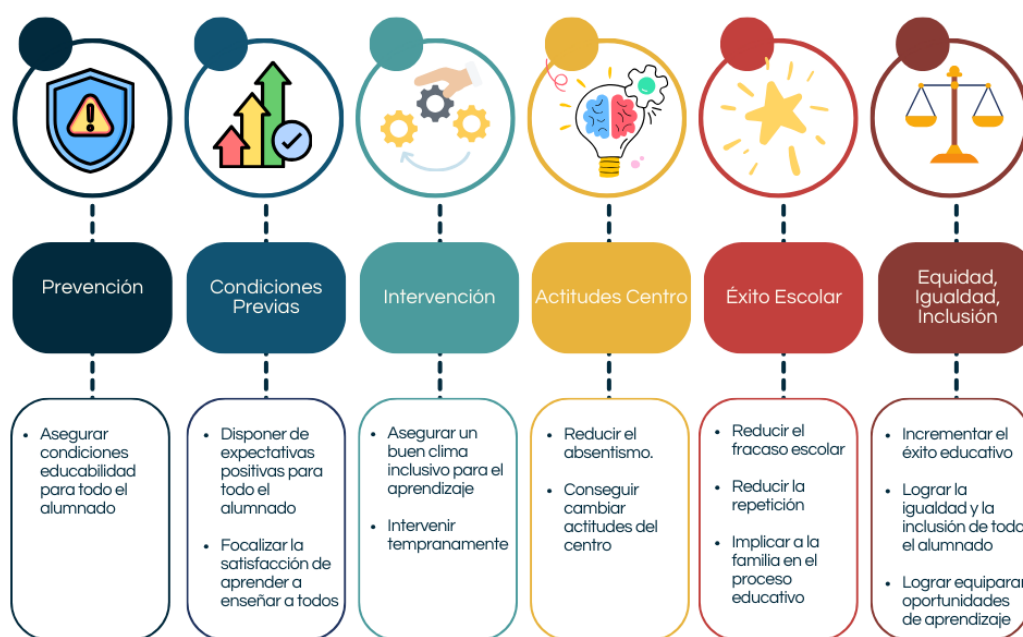 Prevención
Condiciones
Previas
Intervención
Actitudes Centro
Éxito Escolar
Equidad,
Igualdad,
Inclusión
• Asegurar
condiciones
educabilidad
para todo el
alumnado
• Disponer de
expectativas
positivas para
todo el
alumnado
• Focalizar la
satisfacción de
aprender a
enseñar a todos
• Asegurar un
buen clima
inclusivo para el
aprendizaje
• Intervenir
tempranamente
• Reducir el
absentismo.
• Conseguir
cambiar
actitudes del
centro
• Reducir el
fracaso escolar
• Reducir la
repetición
• Implicar a la
familia en el
proceso
educativo
• Incrementar el
éxito educativo
• Lograr la
igualdad y la
inclusión de todo
el alumnado
• Lograr equiparar
oportunidades
de aprendizaje